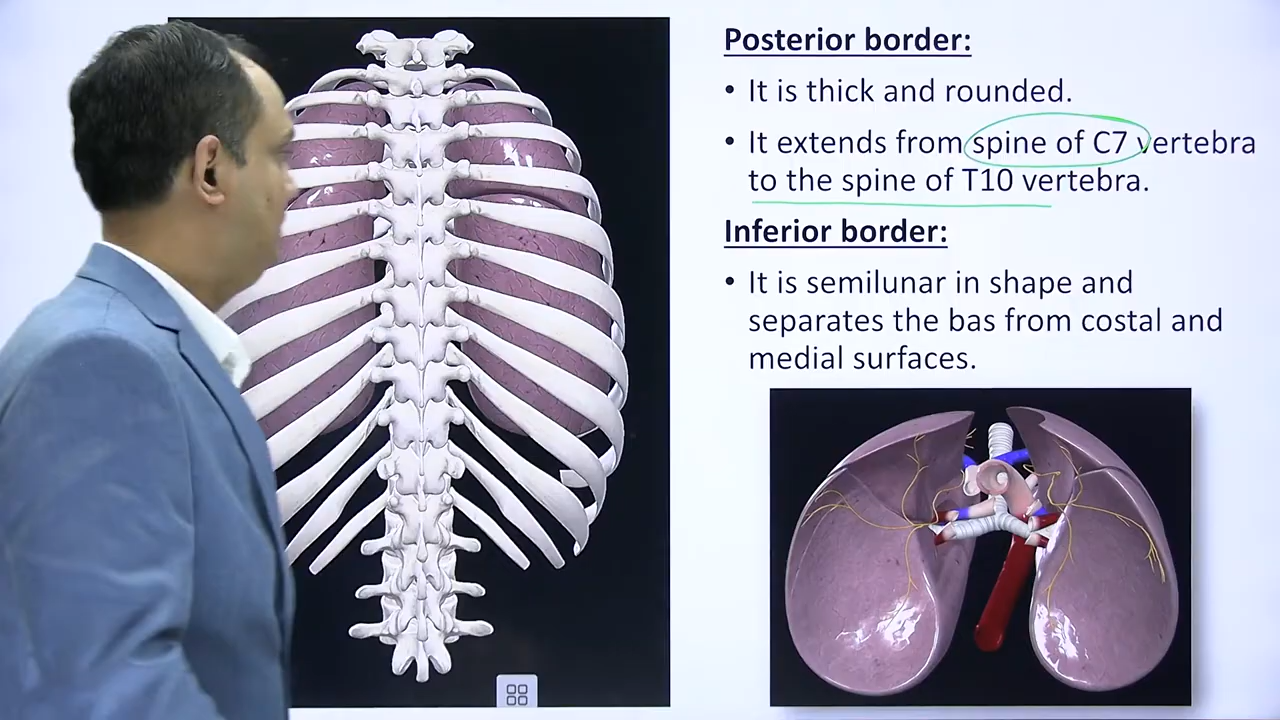 Posterior border:
• It is thick and rounded.
• It extends from spine of C7 vertebra
to the spine of T10 vertebra.
Inferior border:
• It is semilunar in shape and
separates the bas from costal and
medial surfaces.